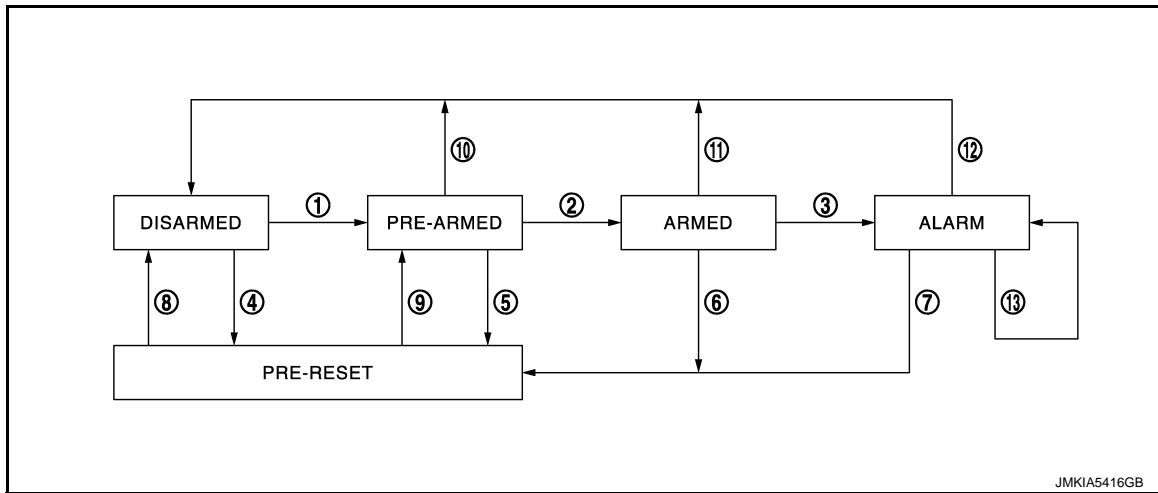 ⑩ ⑪ ⑫
① ② ③
DISARMED PRE-ARMED ARMED ALARM
⑧ ④ ⑨ ⑤ ⑥ ⑦ ⑬
PRE-RESET
JMKIA5416GB